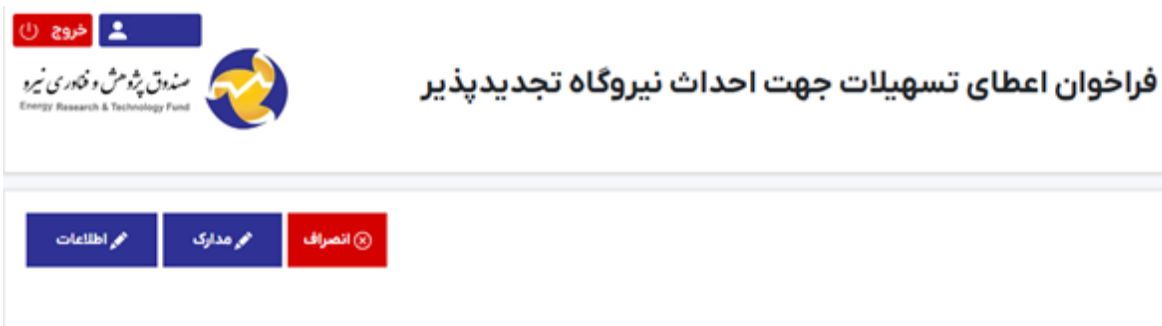 خروج
صندوق پژوهش و فناوری نیرو
Energy Research & Technology Fund
فراخوان اعطای تسهیلات جهت احداث نیروگاه تجدیدپذیر
انصراف
مدارک
اطلاعات